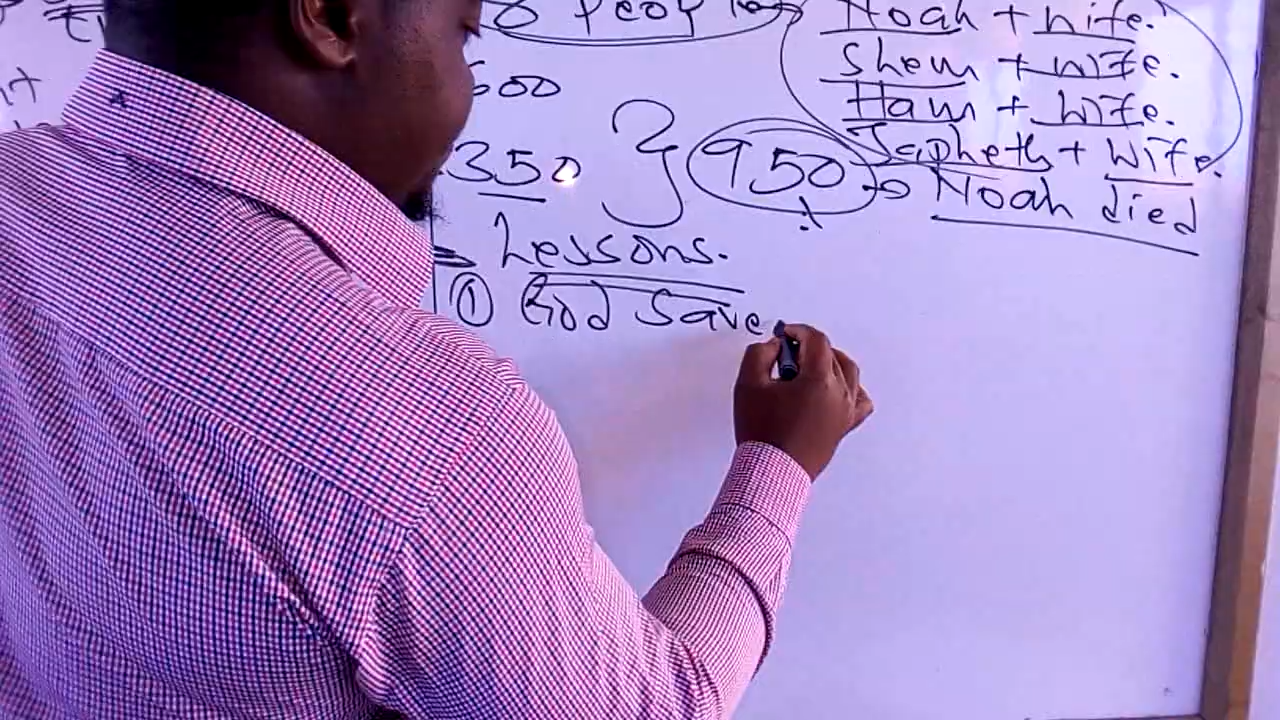 8 People
Noah + wife.
Shem + wife.
Ham + Wife.
Japheth + Wife.
600
350 } 950 → Noah died
= Lessons.
① God Save